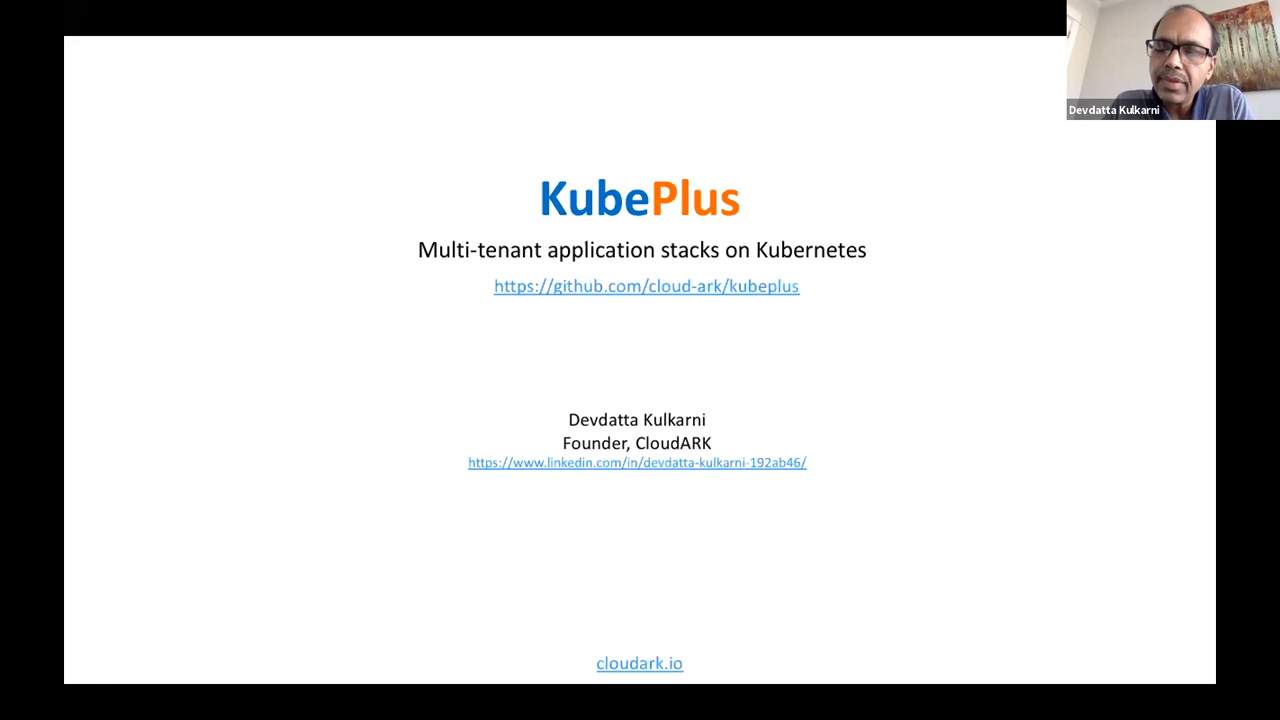 Devdatta Kulkarni
KubePlus
Multi-tenant application stacks on Kubernetes
https://github.com/cloud-ark/kubeplus
Devdatta Kulkarni
Founder, CloudARK
https://www.linkedin.com/in/devdatta-kulkarni-192ab46/
cloudark.io